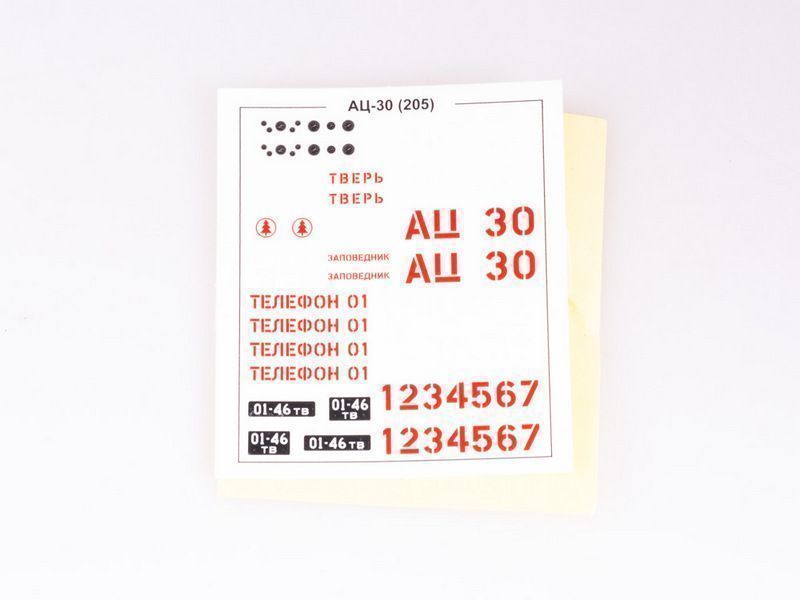 АЦ-30 (205)
ТВЕРЬ
ТВЕРЬ
АЦ 30
ЗАПОВЕДНИК
АЦ 30
ЗАПОВЕДНИК
ТЕЛЕФОН 01
ТЕЛЕФОН 01
ТЕЛЕФОН 01
ТЕЛЕФОН 01
01-46 ТВ
01-46
ТВ
1234567
01-46
ТВ
01-46 ТВ
1234567